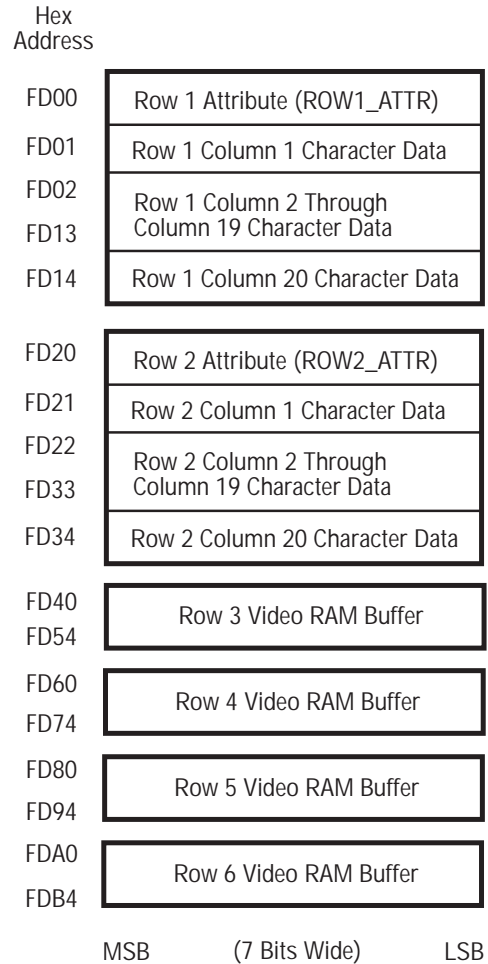 Hex
Address
FD00 Row 1 Attribute (ROW1_ATTR)
FD01 Row 1 Column 1 Character Data
FD02 Row 1 Column 2 Through
FD13 Column 19 Character Data
FD14 Row 1 Column 20 Character Data
FD20 Row 2 Attribute (ROW2_ATTR)
FD21 Row 2 Column 1 Character Data
FD22 Row 2 Column 2 Through
FD33 Column 19 Character Data
FD34 Row 2 Column 20 Character Data
FD40 Row 3 Video RAM Buffer
FD54
FD60 Row 4 Video RAM Buffer
FD74
FD80 Row 5 Video RAM Buffer
FD94
FDA0 Row 6 Video RAM Buffer
FDB4
MSB (7 Bits Wide) LSB